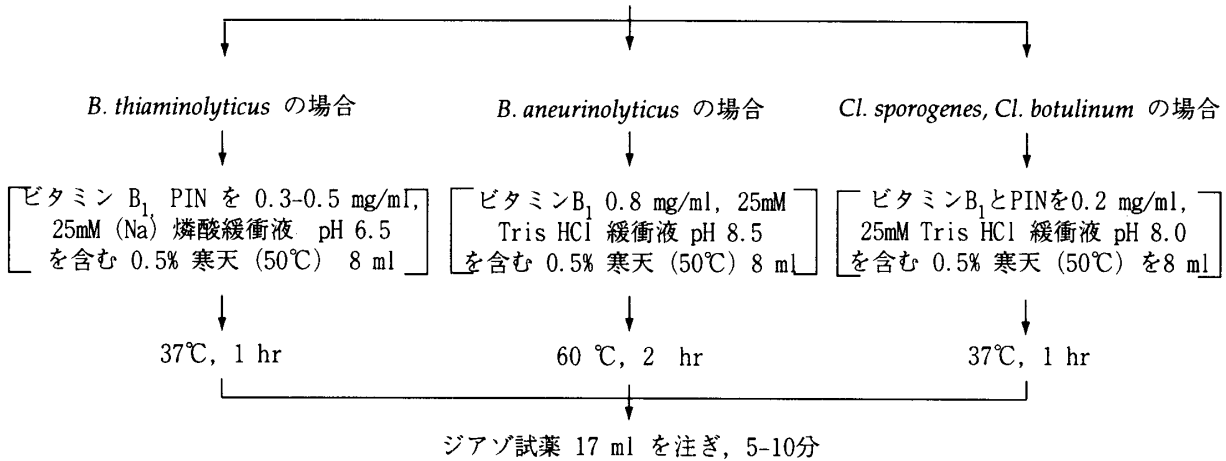 B. thiaminolyticus の場合
B. aneurinolyticus の場合
Cl. sporogenes, Cl. botulinum の場合
ビタミン B1, PIN を 0.3-0.5 mg/ml,
25mM (Na) 燐酸緩衝液 pH 6.5
を含む 0.5% 寒天 (50℃) 8 ml
ビタミンB1 0.8 mg/ml, 25mM
Tris HCl 緩衝液 pH 8.5
を含む 0.5% 寒天 (50℃) 8 ml
ビタミンB1とPINを0.2 mg/ml,
25mM Tris HCl 緩衝液 pH 8.0
を含む 0.5% 寒天 (50℃) を8 ml
37℃, 1 hr
60 ℃, 2 hr
37℃, 1 hr
ジアゾ試薬 17 ml を注ぎ, 5-10分